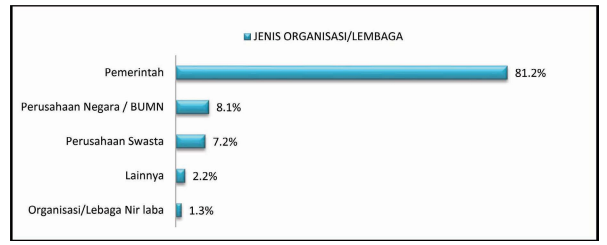 JENIS ORGANISASI/LEMBAGA
Pemerintah 81.2%
Perusahaan Negara / BUMN 8.1%
Perusahaan Swasta 7.2%
Lainnya 2.2%
Organisasi/Lebaga Nir laba 1.3%